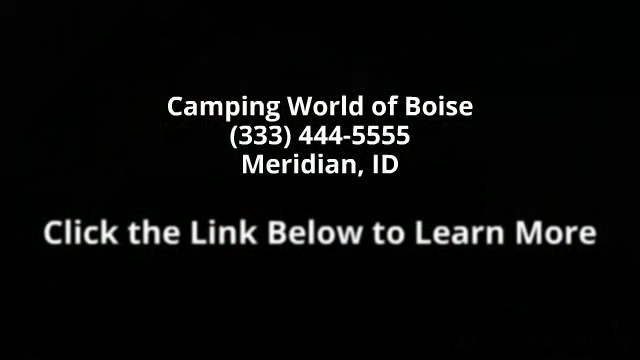 Camping World of Boise
(333) 444-5555
Meridian, ID
Click the Link Below to Learn More